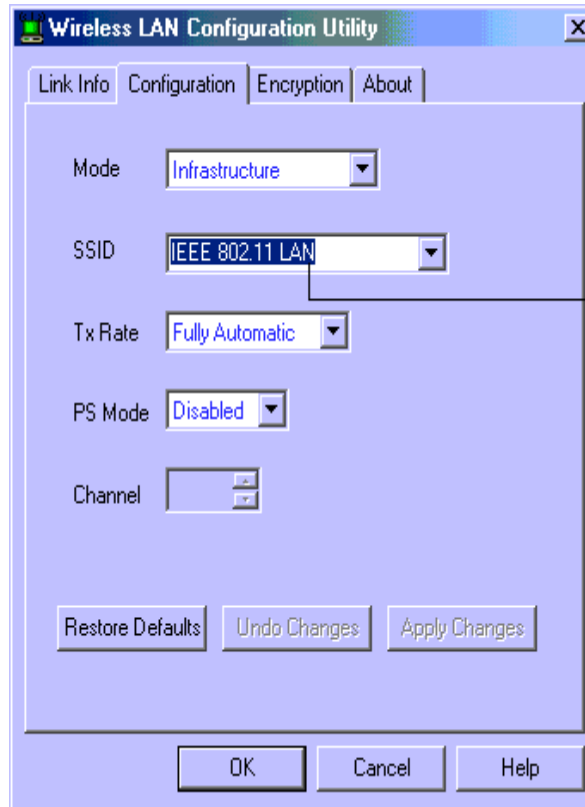 Wireless LAN Configuration Utility
Link Info Configuration Encryption About
Mode Infrastructure
SSID IEEE 802.11 LAN
Tx Rate Fully Automatic
PS Mode Disabled
Channel
Restore Defaults Undo Changes Apply Changes
OK Cancel Help